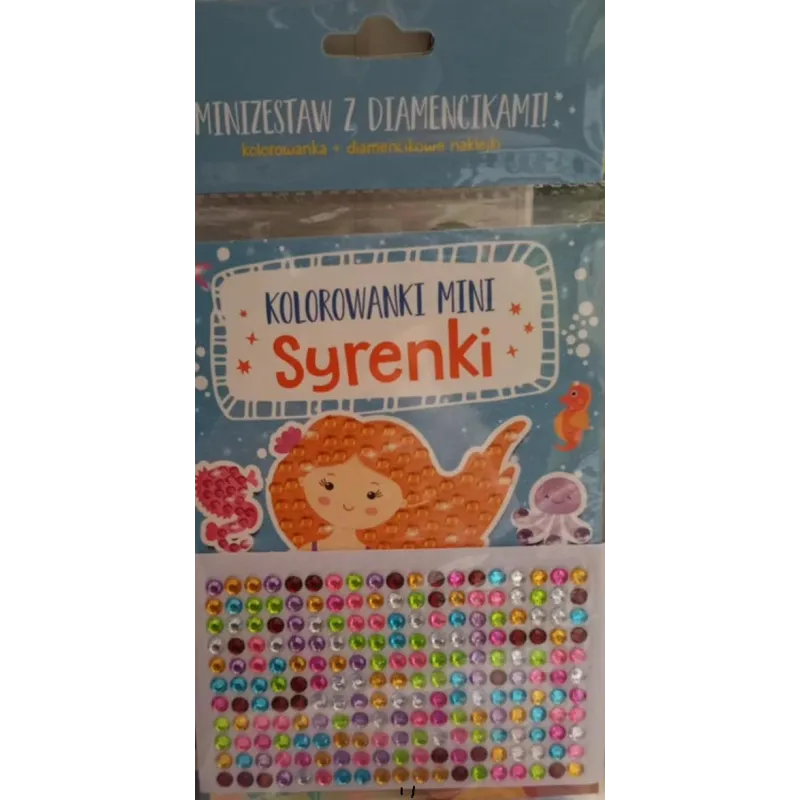 MINIZESTAW Z DIAMENCIKAMI!
kolorowanka + diamencikowe naklejki
KOLOROWANKI MINI
Syrenki